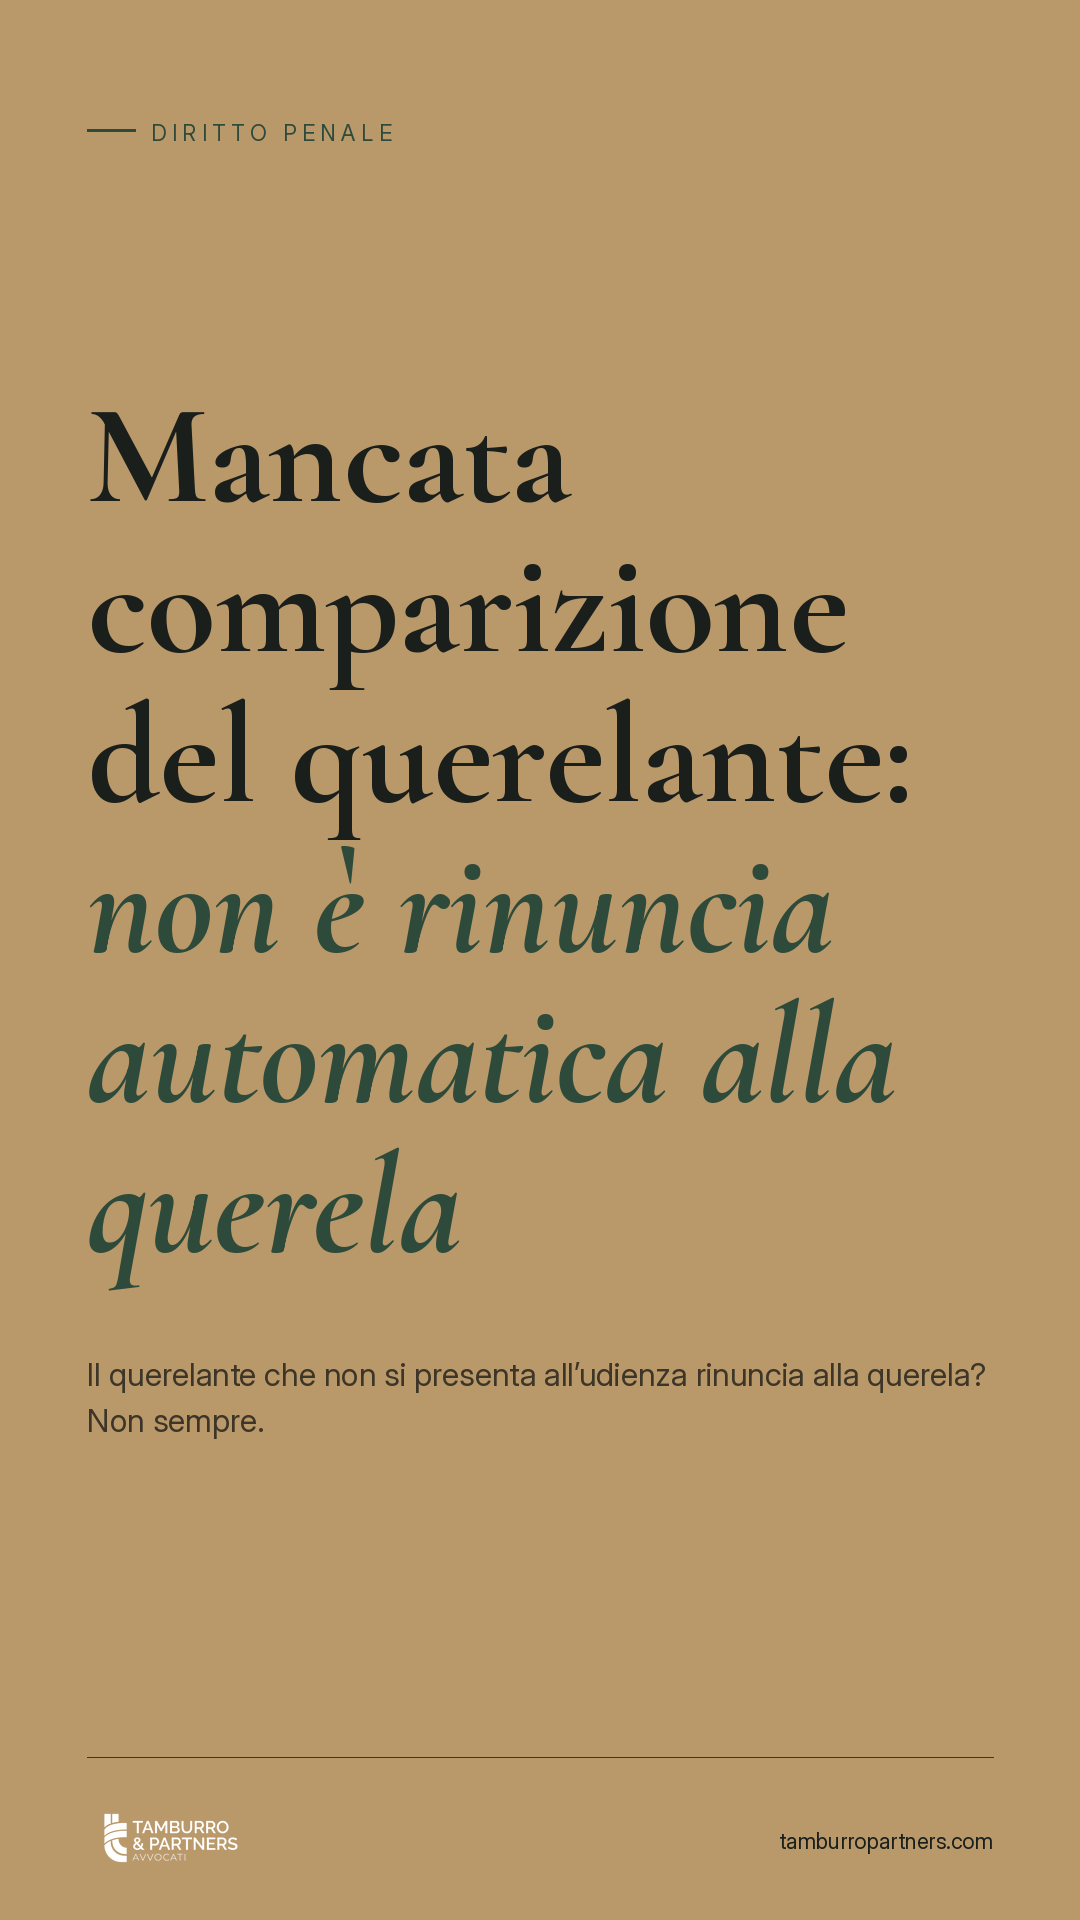 DIRITTO PENALE
Mancata
comparizione
del querelante:
non è rinuncia
automatica alla
querela
Il querelante che non si presenta all’udienza rinuncia alla querela?
Non sempre.
TAMBURRO
& PARTNERS
AVVOCATI
tamburropartners.com